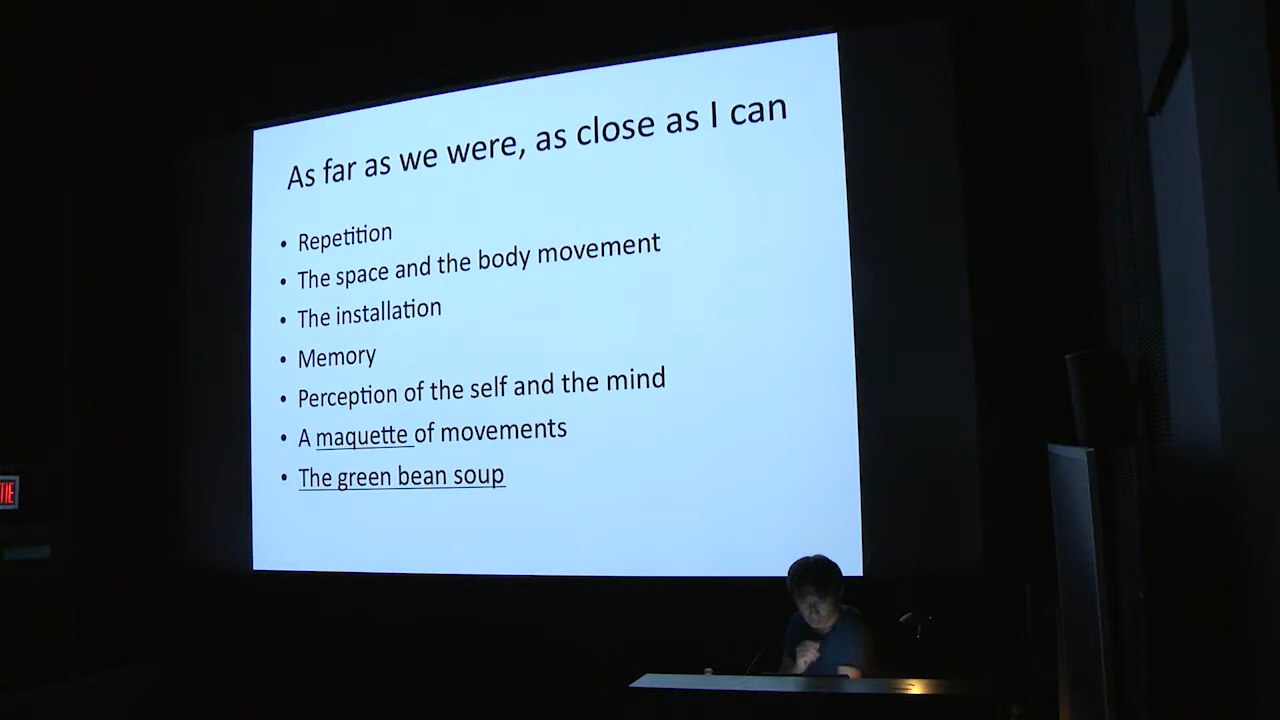 As far as we were, as close as I can
• Repetition
• The space and the body movement
• The installation
• Memory
• Perception of the self and the mind
• A maquette of movements
• The green bean soup
TIE